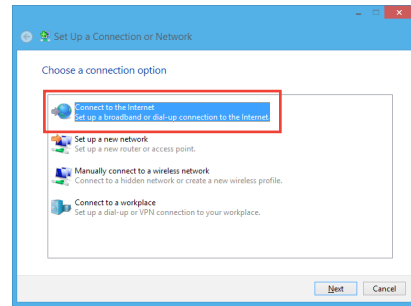 Set Up a Connection or Network
Choose a connection option
Connect to the Internet
Set up a broadband or dial-up connection to the Internet.
Set up a new network
Set up a new router or access point.
Manually connect to a wireless network
Connect to a hidden network or create a new wireless profile.
Connect to a workplace
Set up a dial-up or VPN connection to your workplace.
Next Cancel